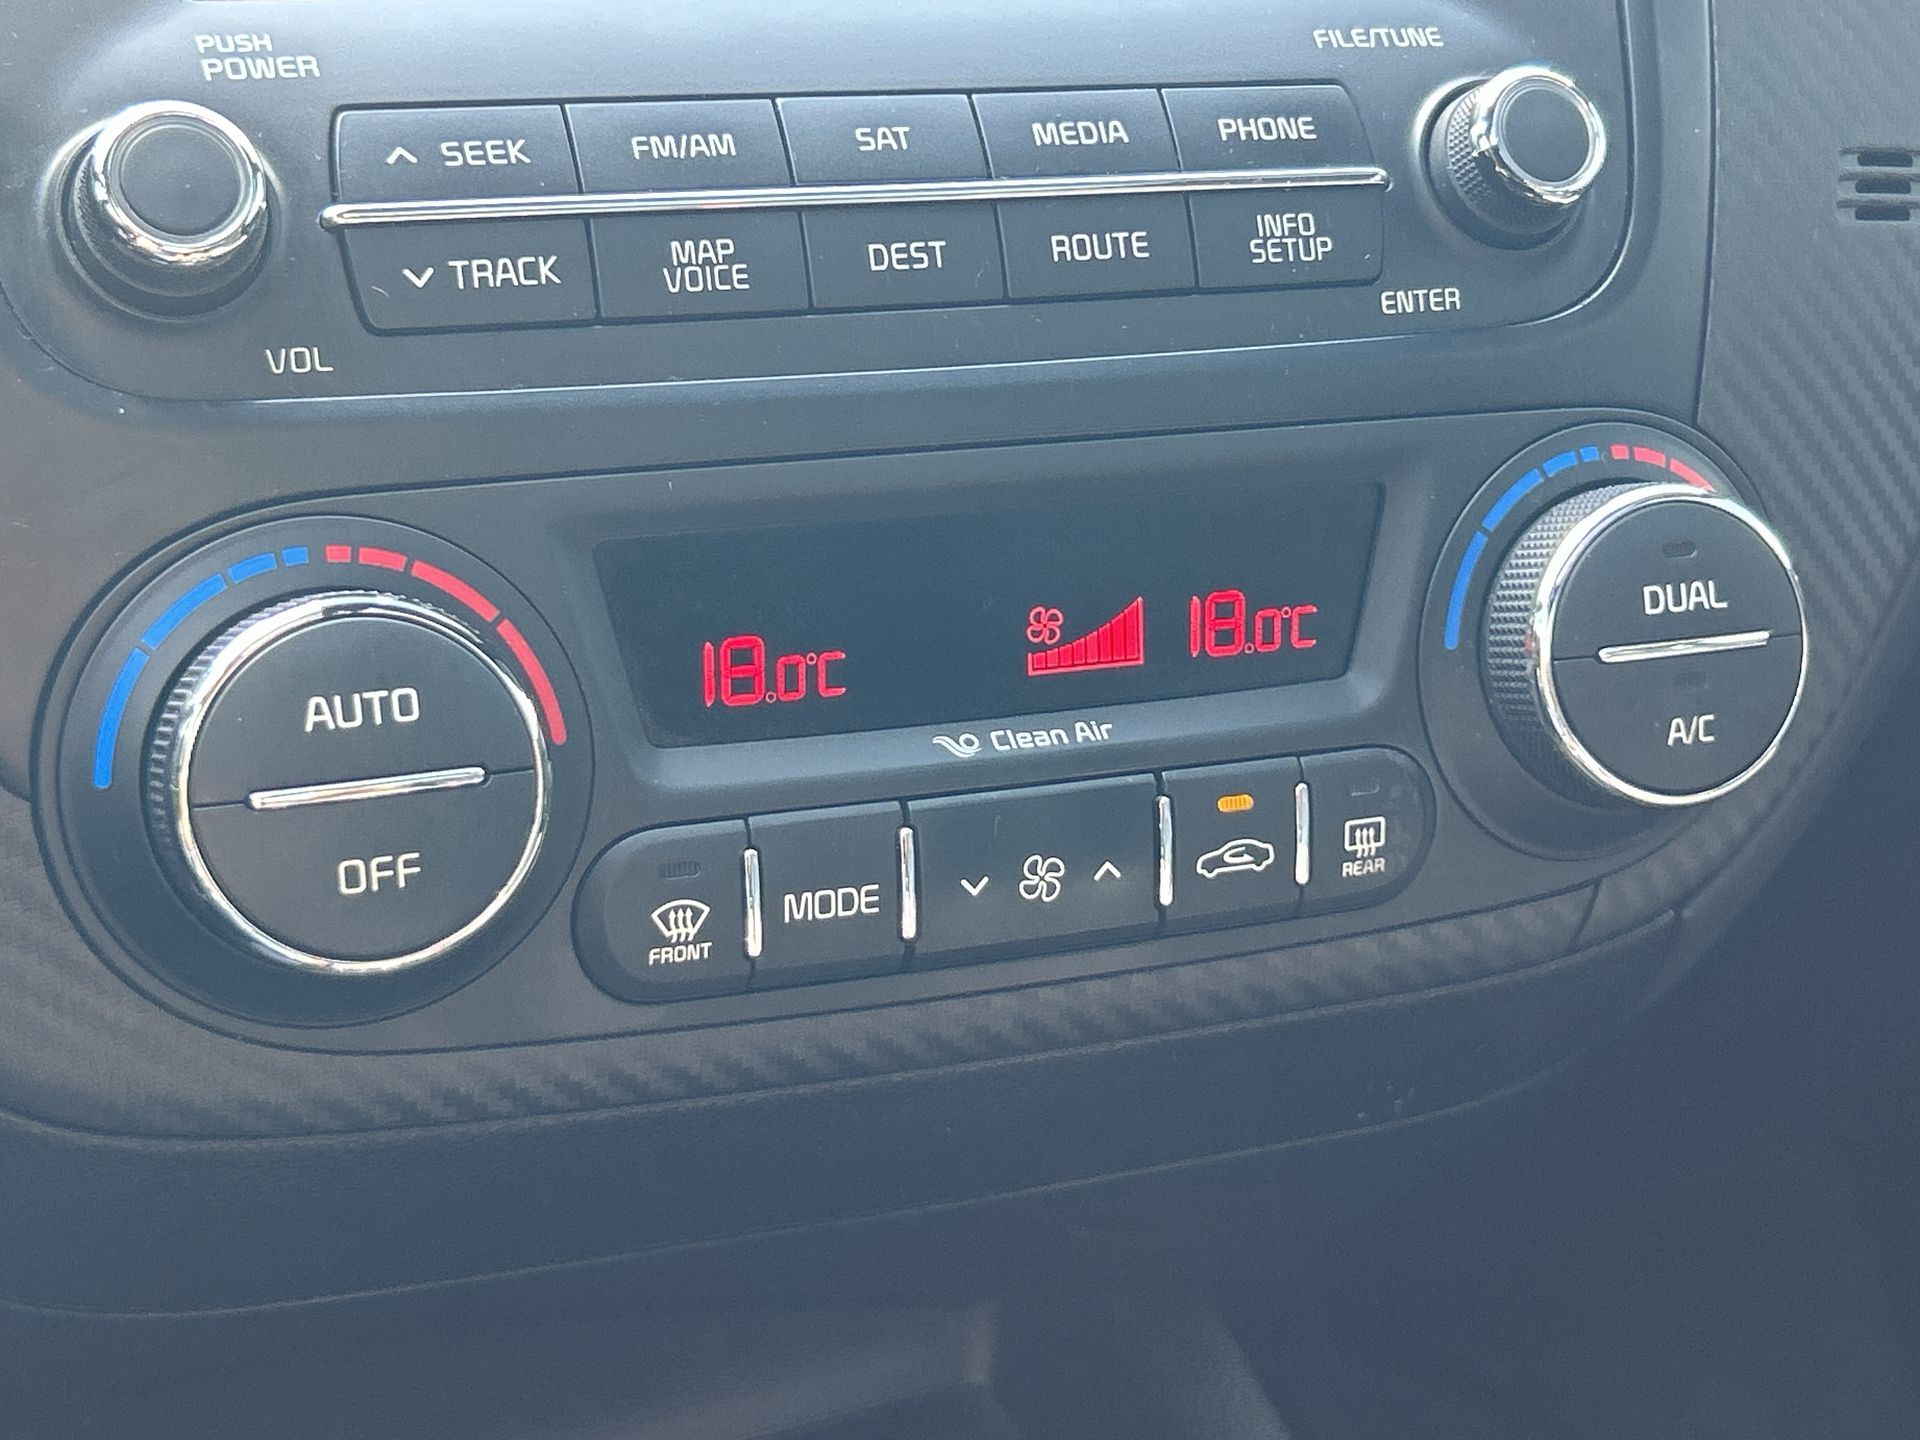 PUSH
POWER
FILE/TUNE
SEEK
FM/AM
SAT
MEDIA
PHONE
TRACK
MAP
VOICE
DEST
ROUTE
INFO
SETUP
VOL
ENTER
AUTO
OFF
18.0°C
18.0°C
Clean Air
DUAL
A/C
FRONT
MODE
REAR